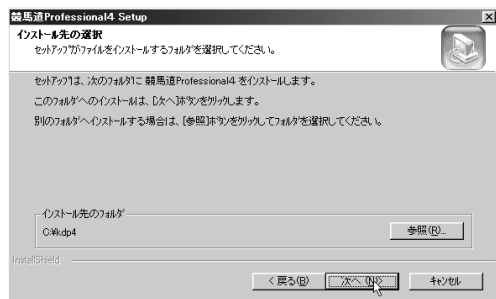 競馬道Professional4 Setup
インストール先の選択
セットアップがファイルをインストールするフォルダを選択してください。
セットアップは、次のフォルダに 競馬道Professional4 をインストールします。
このフォルダへのインストールは、[次へ]ボタンをクリックします。
別のフォルダへインストールする場合は、[参照]ボタンをクリックしてフォルダを選択してください。
インストール先のフォルダ
C:¥kdp4
参照(R)...
InstallShield
< 戻る(B)
次へ (N)>
キャンセル